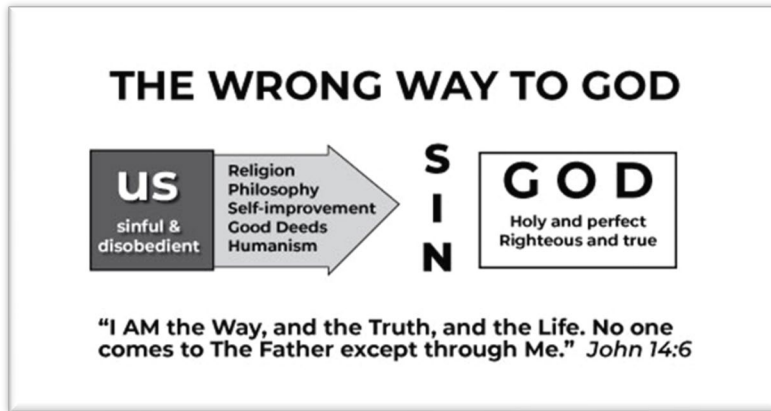 THE WRONG WAY TO GOD
us
sinful &
disobedient
Religion
Philosophy
Self-improvement
Good Deeds
Humanism
S
I
N
G O D
Holy and perfect
Righteous and true
“I AM the Way, and the Truth, and the Life. No one
comes to The Father except through Me.” John 14:6